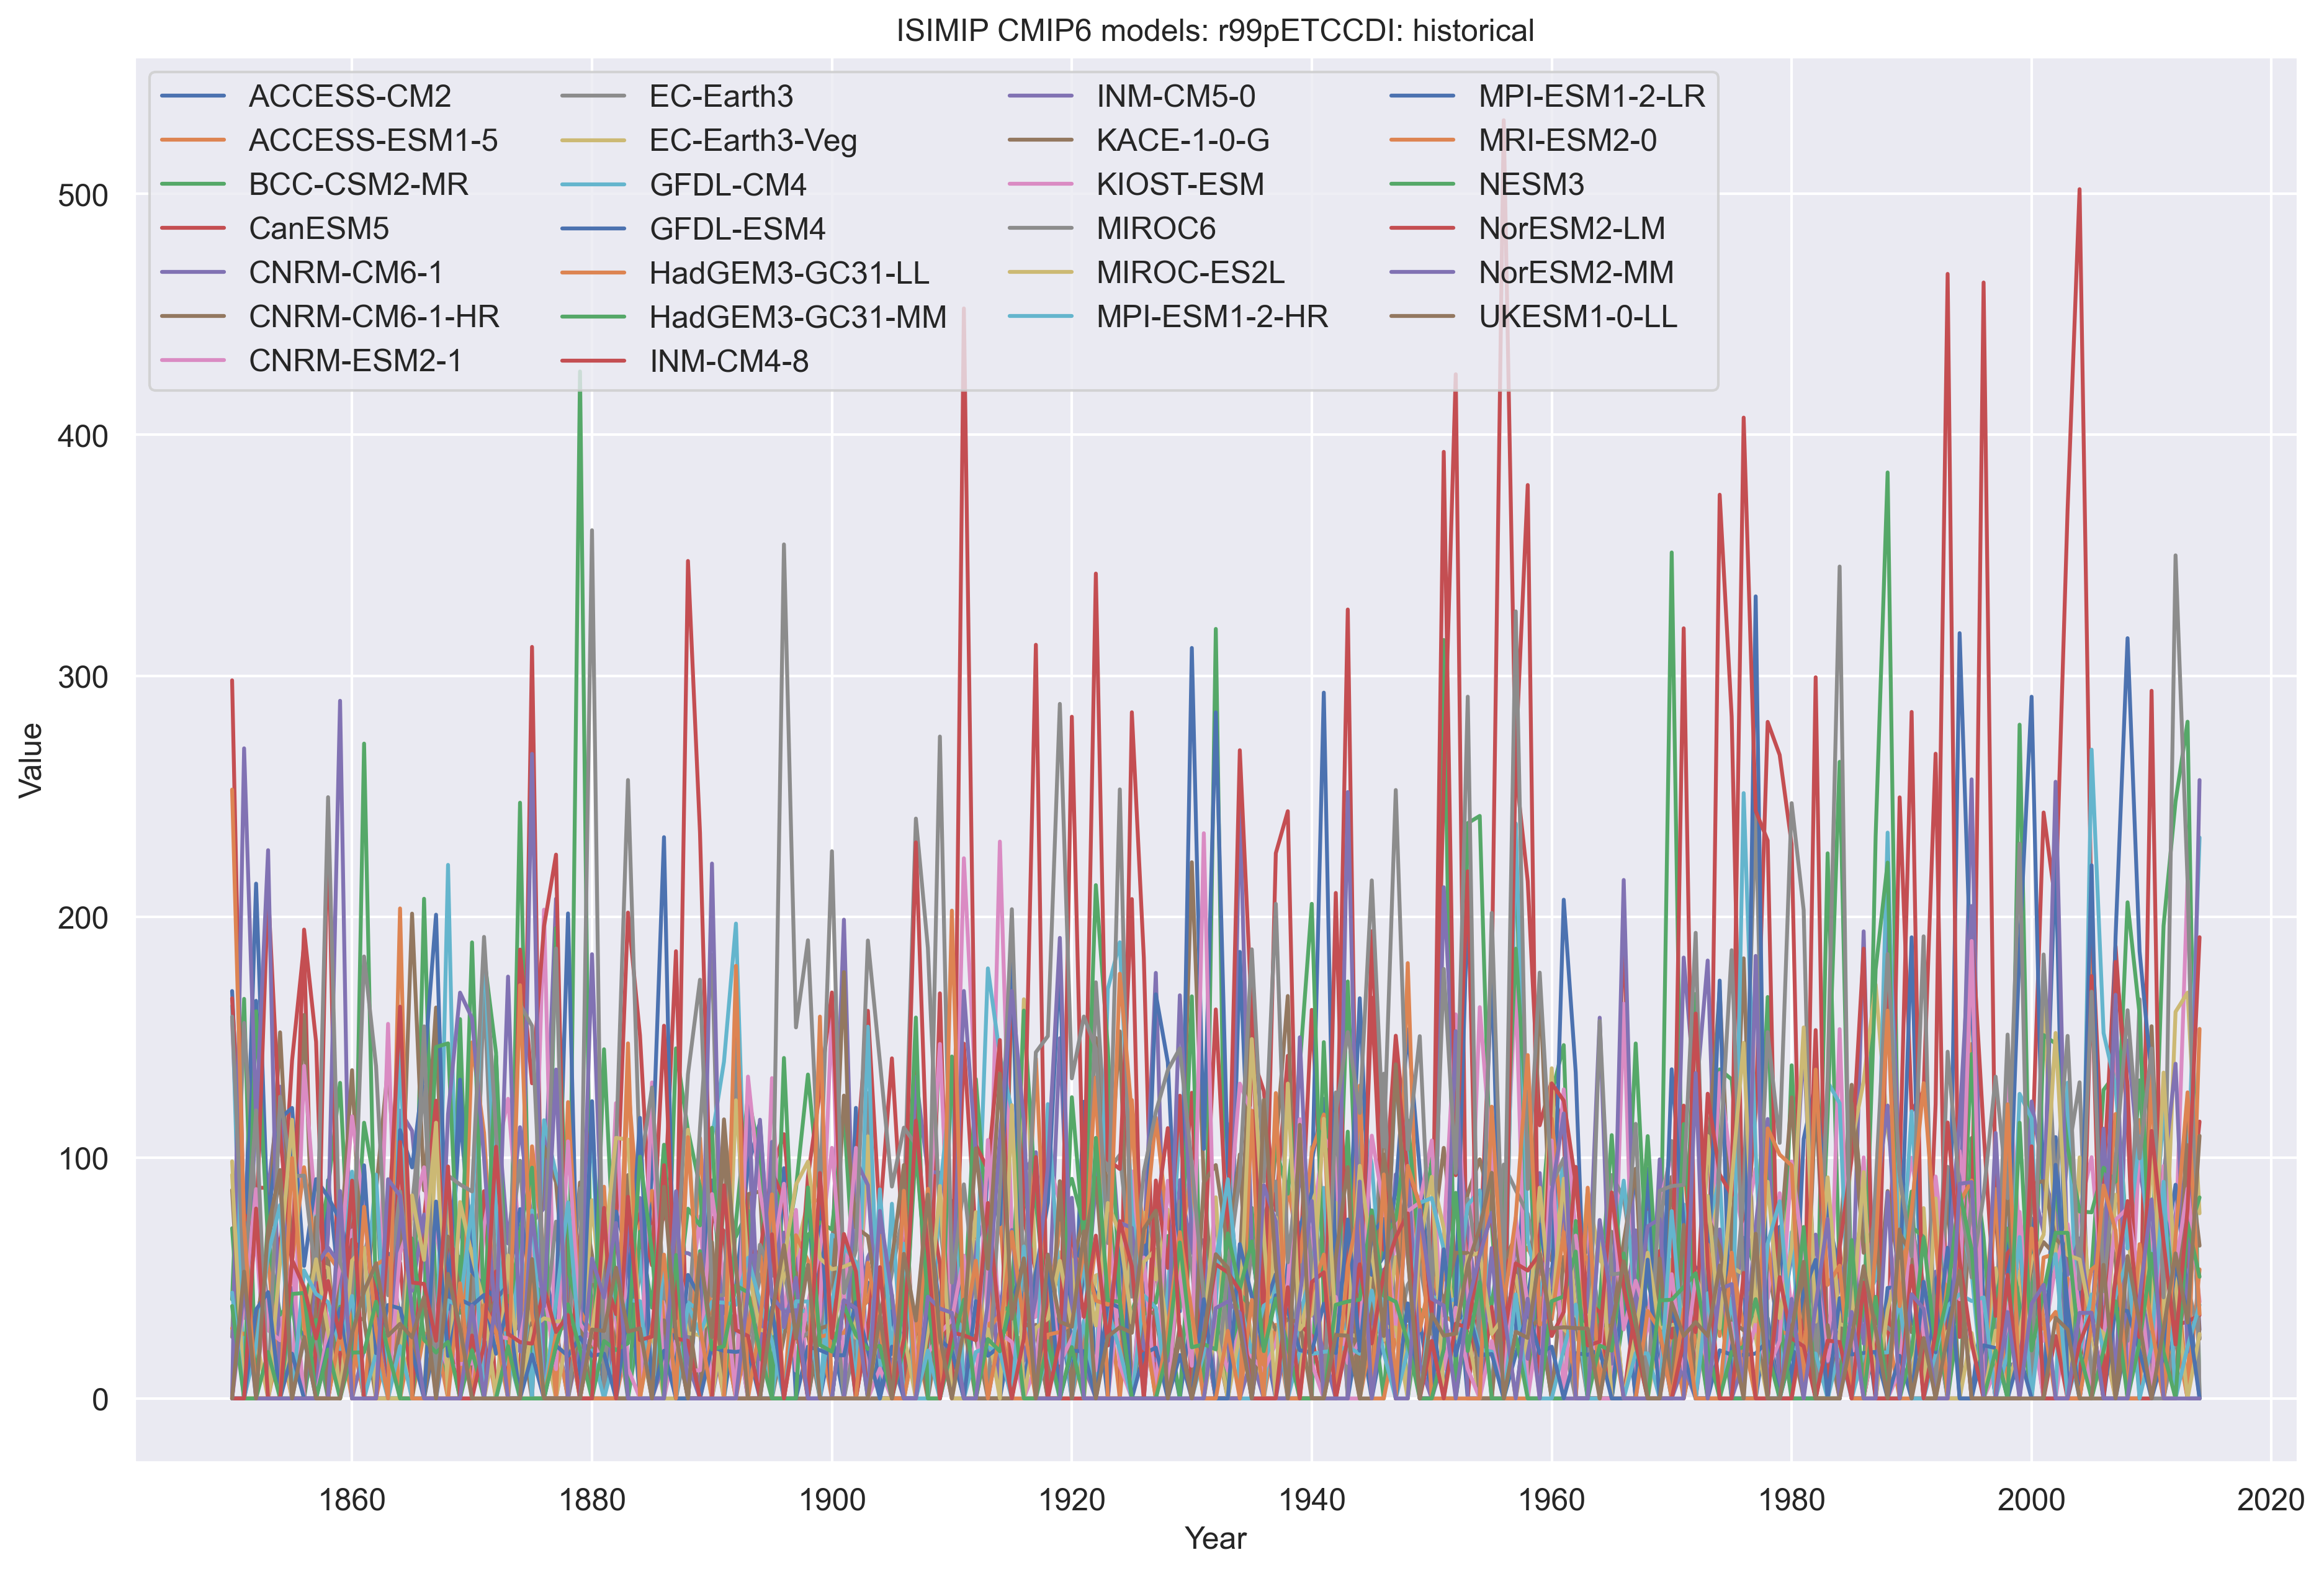 ISIMIP CMIP6 models: r99pETCCDI: historical
ACCESS-CM2
ACCESS-ESM1-5
BCC-CSM2-MR
CanESM5
CNRM-CM6-1
CNRM-CM6-1-HR
CNRM-ESM2-1
EC-Earth3
EC-Earth3-Veg
GFDL-CM4
GFDL-ESM4
HadGEM3-GC31-LL
HadGEM3-GC31-MM
INM-CM4-8
INM-CM5-0
KACE-1-0-G
KIOST-ESM
MIROC6
MIROC-ES2L
MPI-ESM1-2-HR
MPI-ESM1-2-LR
MRI-ESM2-0
NESM3
NorESM2-LM
NorESM2-MM
UKESM1-0-LL
500
400
300
200
100
0
Value
1860 1880 1900 1920 1940 1960 1980 2000 2020
Year